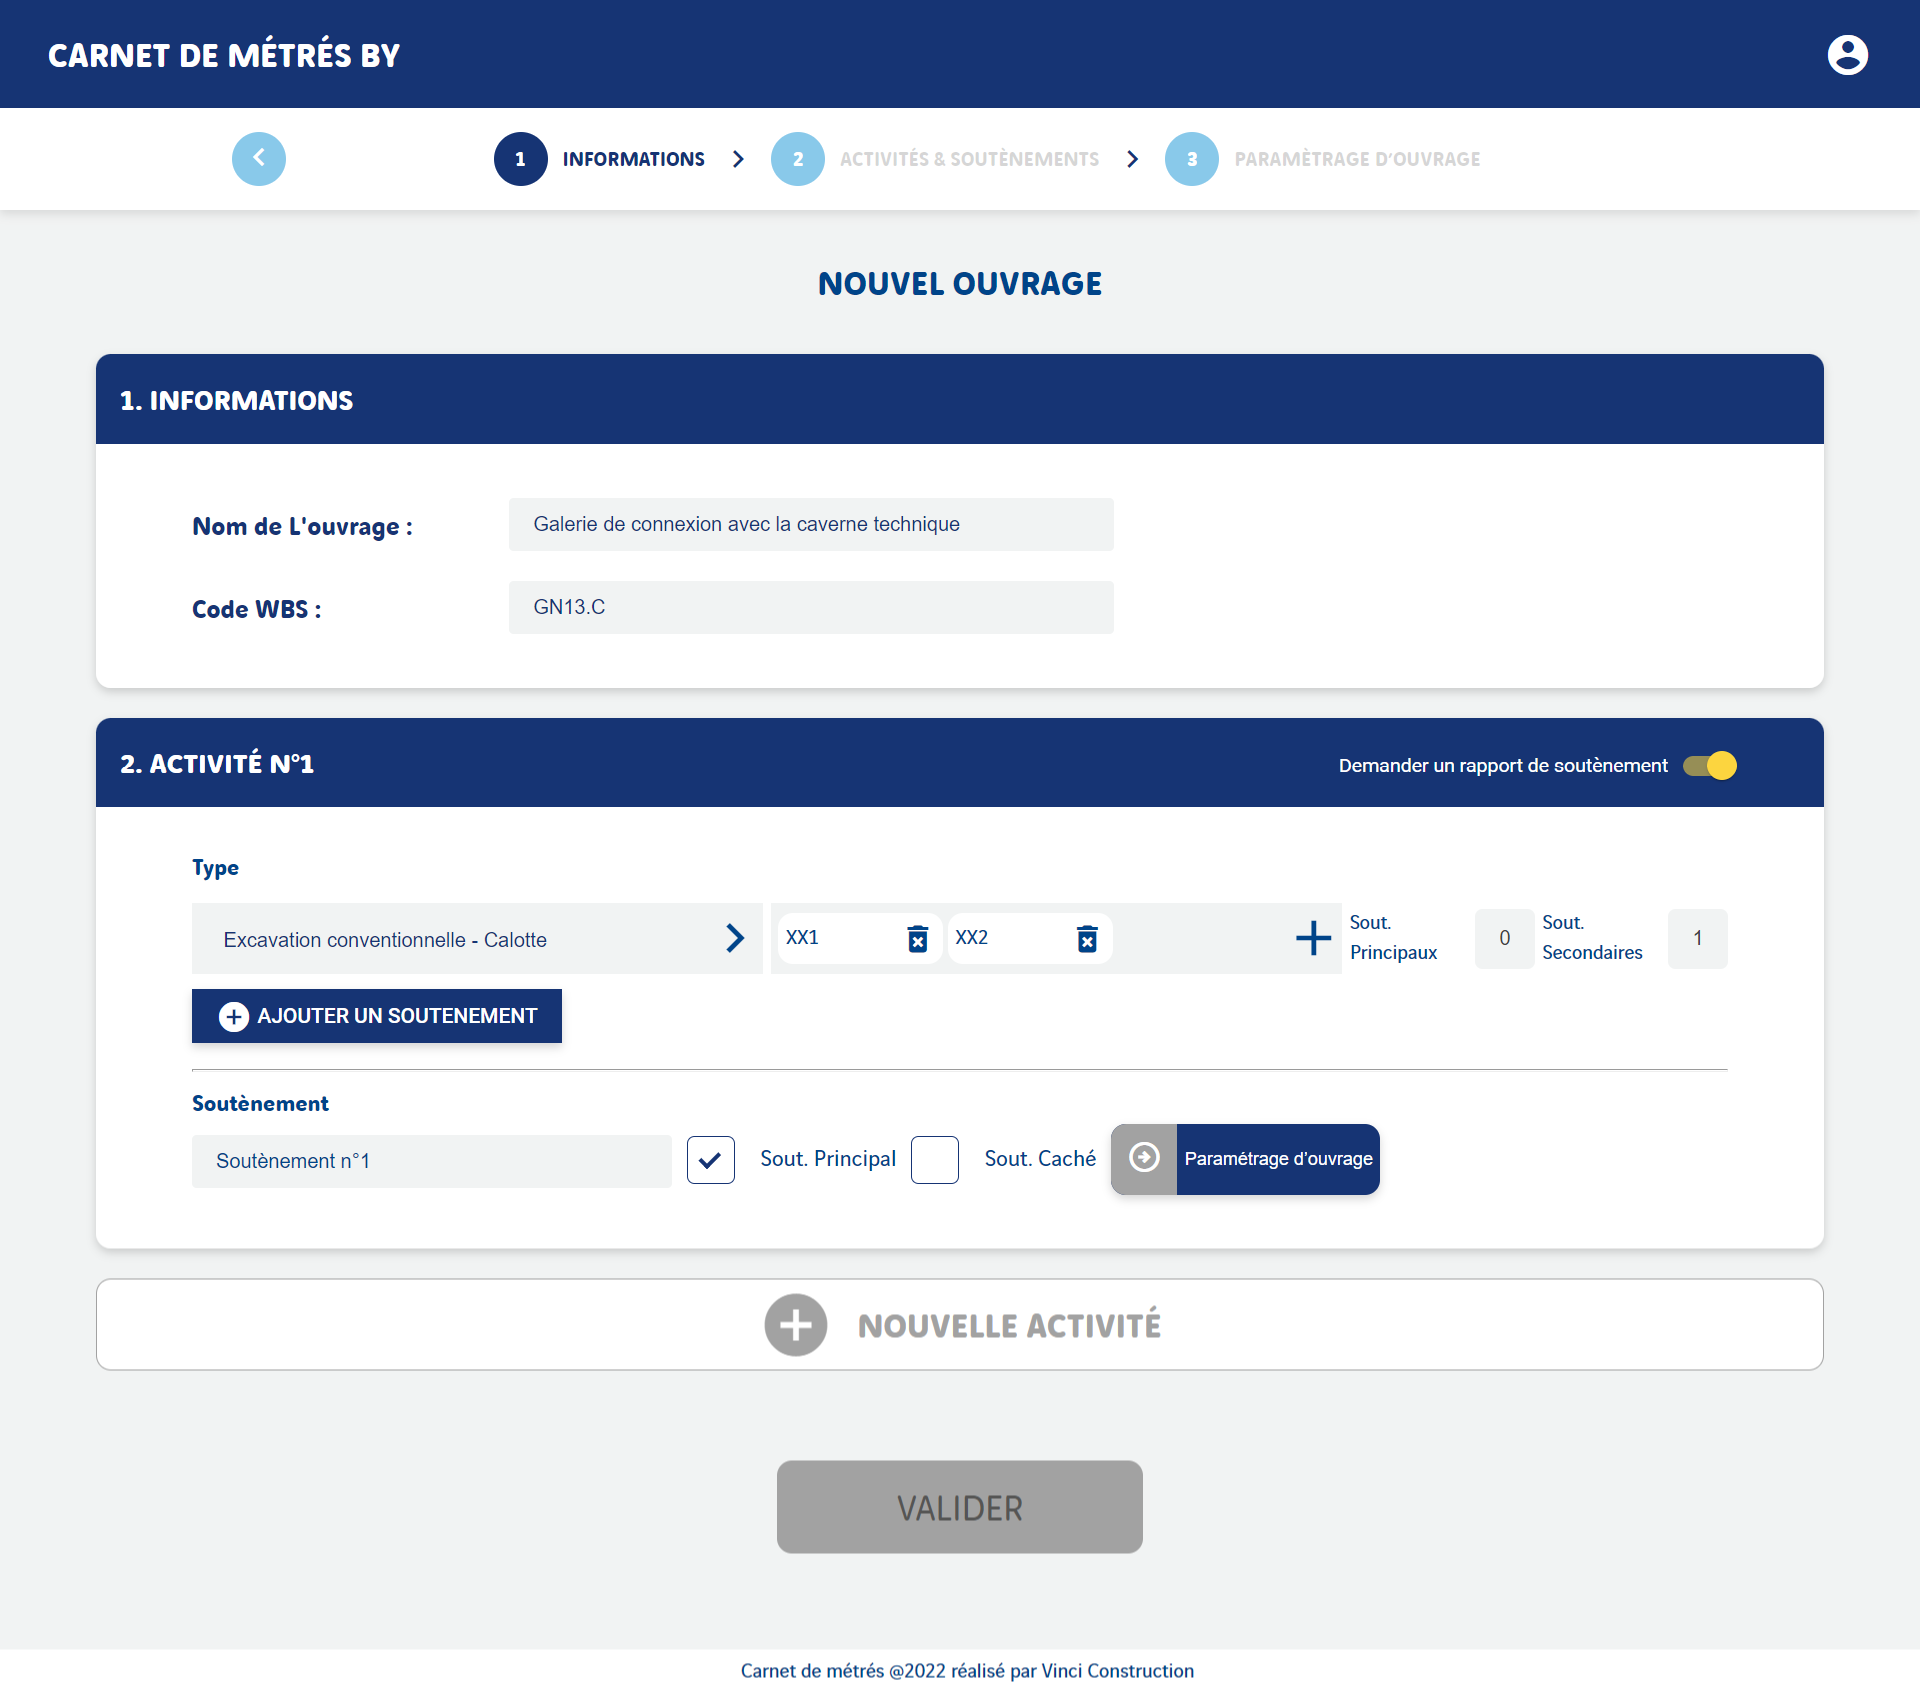 CARNET DE MÉTRÉS BY
1 INFORMATIONS 2 ACTIVITÉS & SOUTÈNEMENTS 3 PARAMÈTRAGE D'OUVRAGE
NOUVEL OUVRAGE
1. INFORMATIONS
Nom de L'ouvrage : Galerie de connexion avec la caverne technique
Code WBS : GN13.C
2. ACTIVITÉ N°1 Demander un rapport de soutènement
Type
Excavation conventionnelle - Calotte XX1 XX2 Sout. Principaux 0 Sout. Secondaires 1
AJOUTER UN SOUTENEMENT
Soutènement
Soutènement n°1 Sout. Principal Sout. Caché Paramétrage d'ouvrage
NOUVELLE ACTIVITÉ
VALIDER
Carnet de métrés @2022 réalisé par Vinci Construction